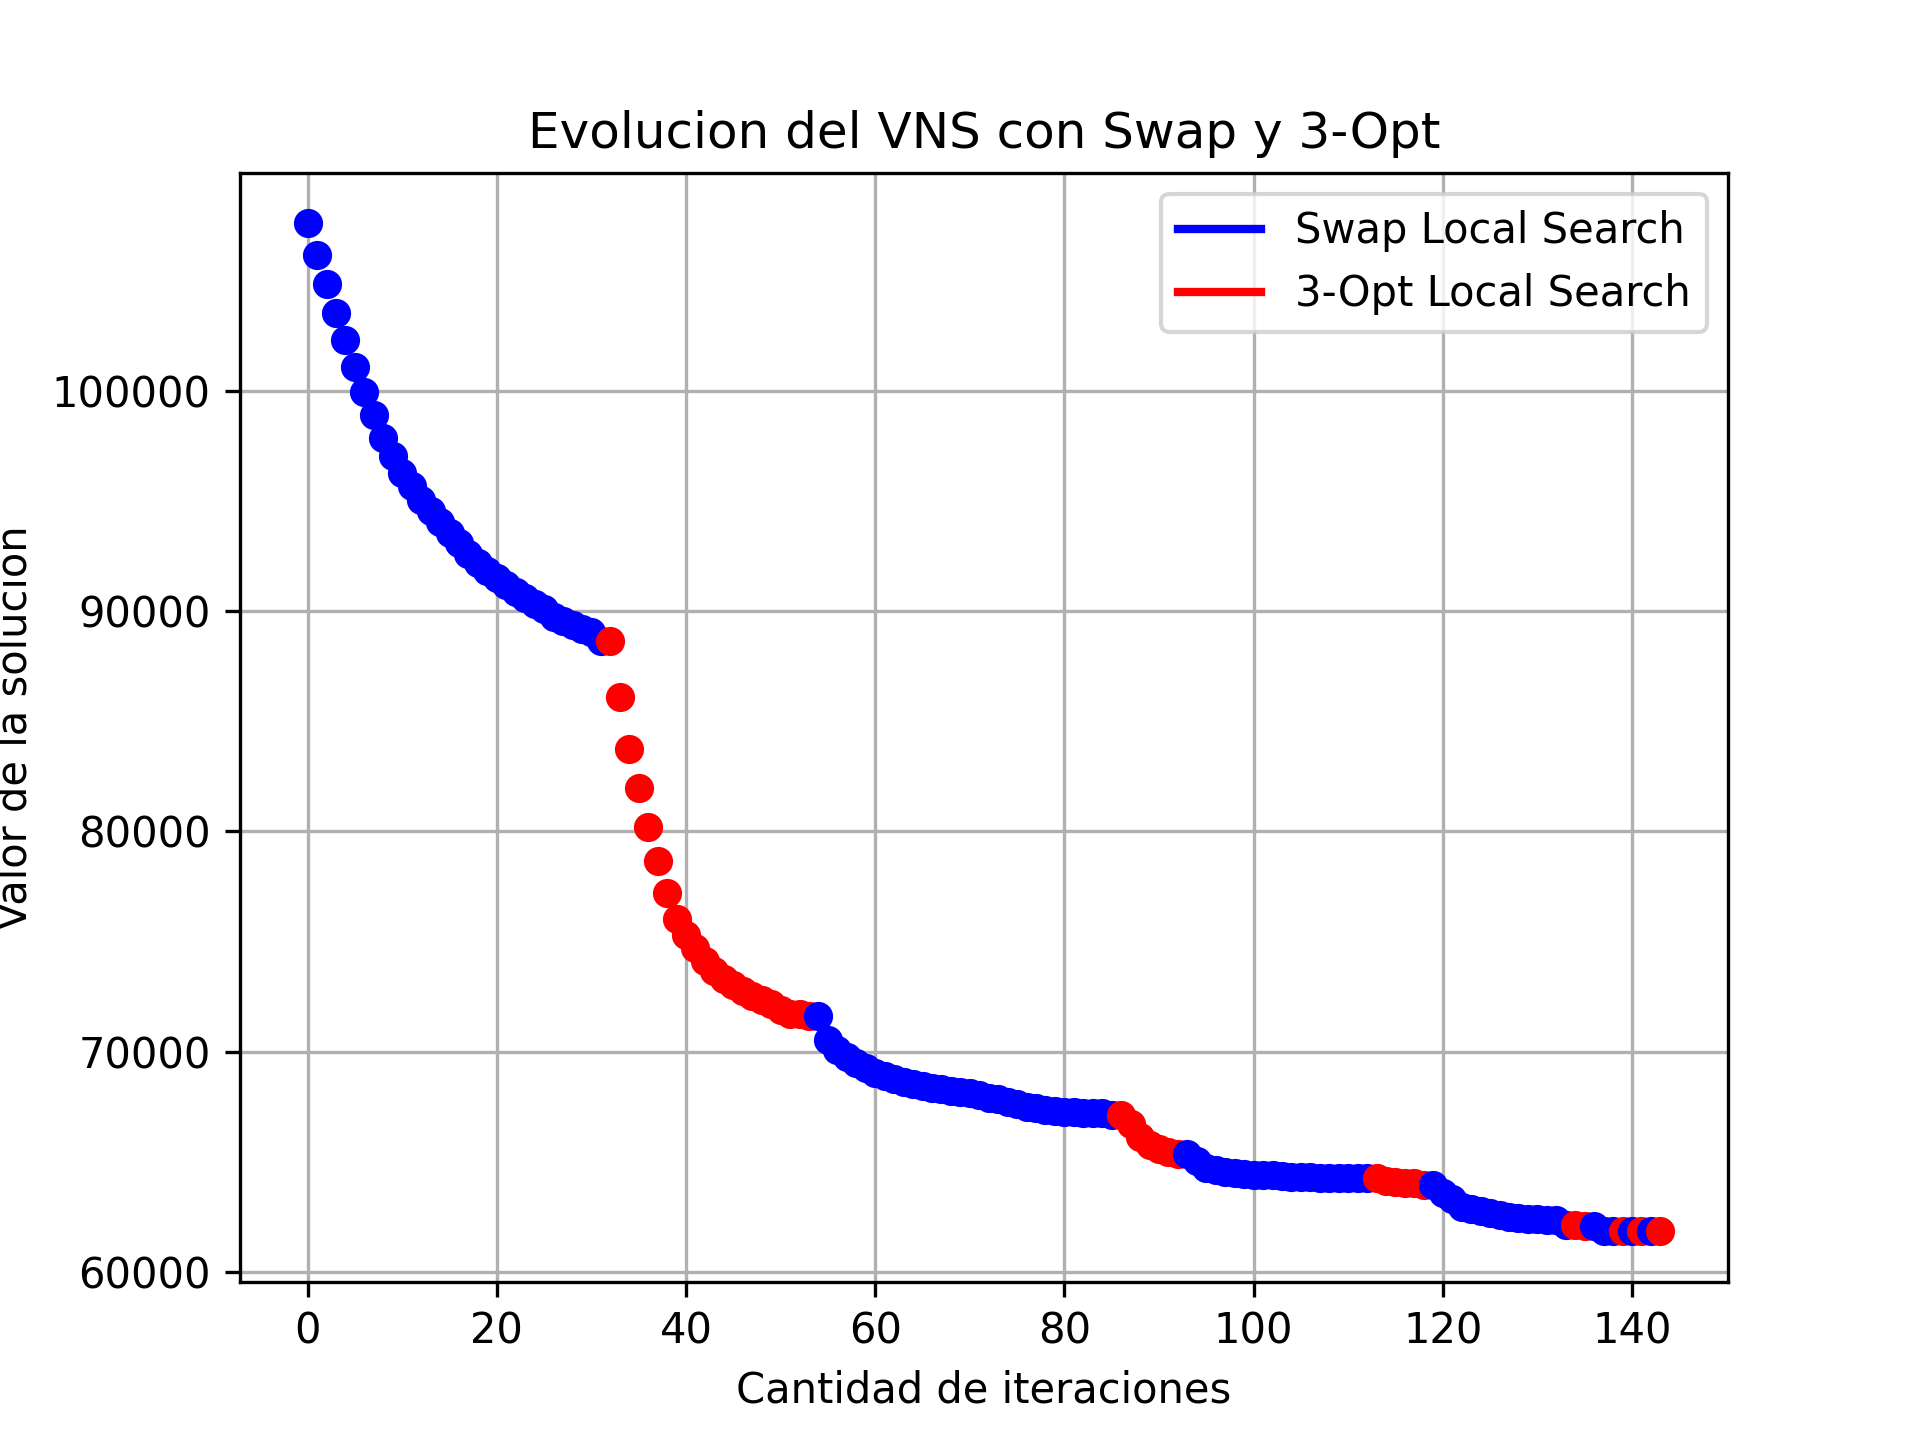 Evolucion del VNS con Swap y 3-Opt
Swap Local Search
3-Opt Local Search
Valor de la solucion
100000
90000
80000
70000
60000
0 20 40 60 80 100 120 140
Cantidad de iteraciones